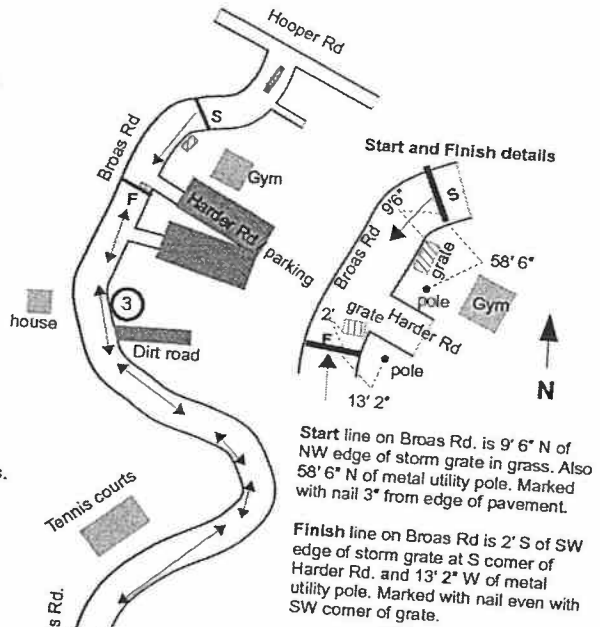 Hooper Rd
S
Broas Rd
Start and Finish details
Gym
F
Harder Rd
parking
S
9'6"
Broas Rd
grate
58' 6"
pole
Gym
3
house
Dirt road
2'
grate
Harder Rd
F
pole
13' 2"
N
Start line on Broas Rd. is 9' 6" N of
NW edge of storm grate in grass. Also
58' 6" N of metal utility pole. Marked
with nail 3" from edge of pavement.
s.
Tennis courts
Finish line on Broas Rd is 2' S of SW
edge of storm grate at S corner of
Harder Rd. and 13' 2" W of metal
utility pole. Marked with nail even with
SW corner of grate.
s Rd.